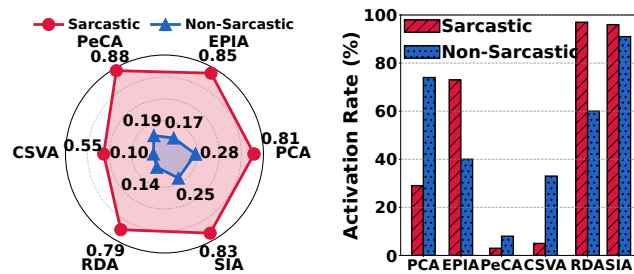 Sarcastic Non-Sarcastic
PeCA EPIA
0.88 0.85
0.19 0.17
CSVA 0.55 0.10 0.28 0.81 PCA
0.14 0.25
0.79 0.83
RDA SIA
Activation Rate (%)
100
80
60
40
20
0
Sarcastic
Non-Sarcastic
PCA EPIA PeCA CSVA RDA SIA